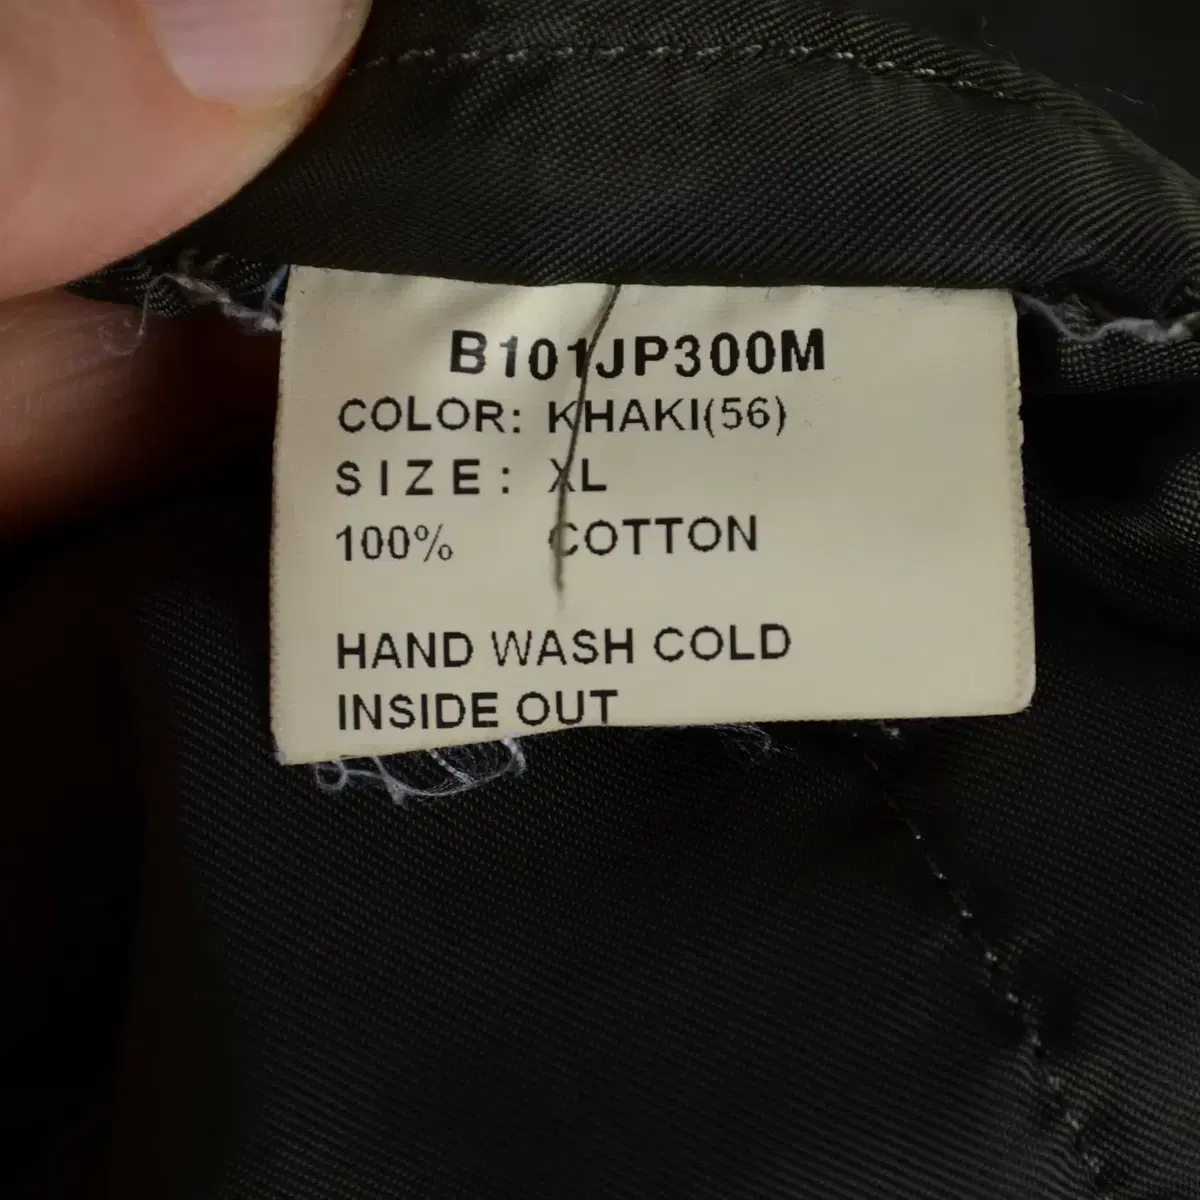 B101JP300M
COLOR: KHAKI(56)
SIZE: XL
100% COTTON
HAND WASH COLD
INSIDE OUT